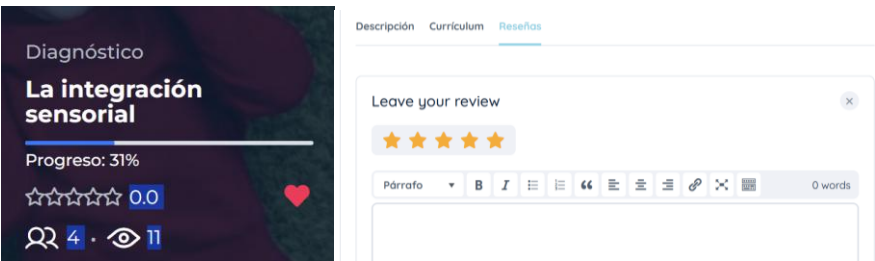 Diagnóstico
La integración
sensorial
Progreso: 31%
0.0
4 · 11
Descripción Currículum Reseñas
Leave your review
Párrafo B I 0 words